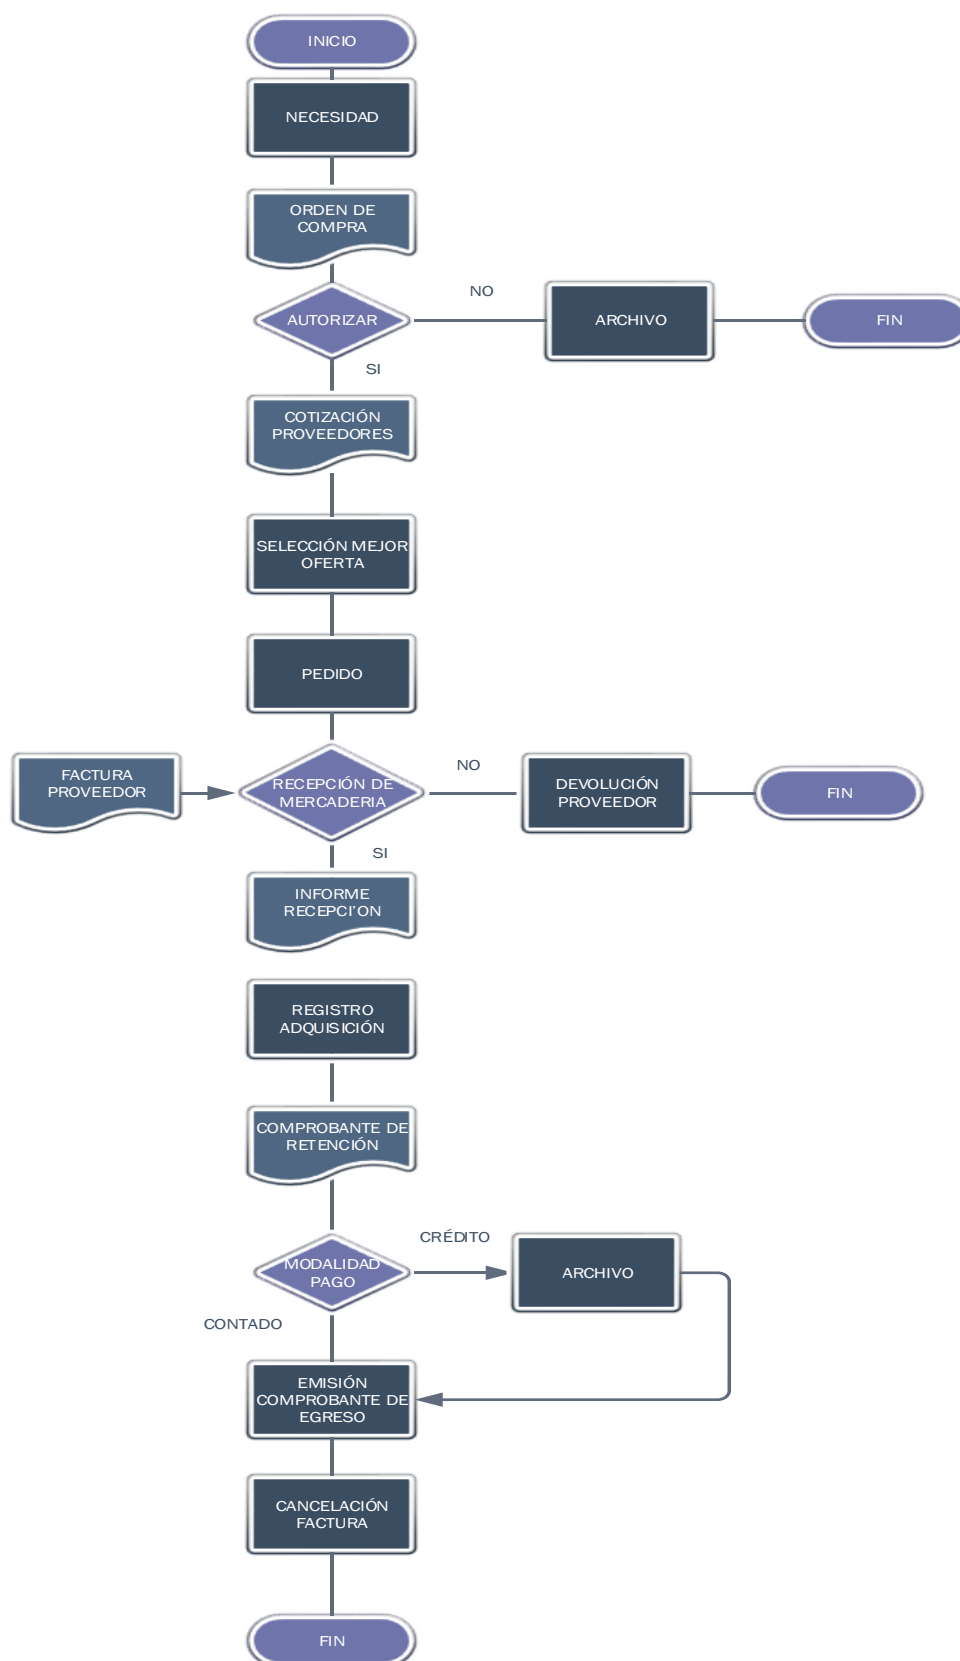 INICIO
NECESIDAD
ORDEN DE
COMPRA
AUTORIZAR
NO
ARCHIVO
FIN
SI
COTIZACIÓN
PROVEEDORES
SELECCIÓN MEJOR
OFERTA
PEDIDO
FACTURA
PROVEEDOR
RECEPCIÓN DE
MERCADERIA
NO
DEVOLUCIÓN
PROVEEDOR
FIN
SI
INFORME
RECEPCI'ON
REGISTRO
ADQUISICIÓN
COMPROBANTE DE
RETENCIÓN
MODALIDAD
PAGO
CRÉDITO
ARCHIVO
CONTADO
EMISIÓN
COMPROBANTE DE
EGRESO
CANCELACIÓN
FACTURA
FIN